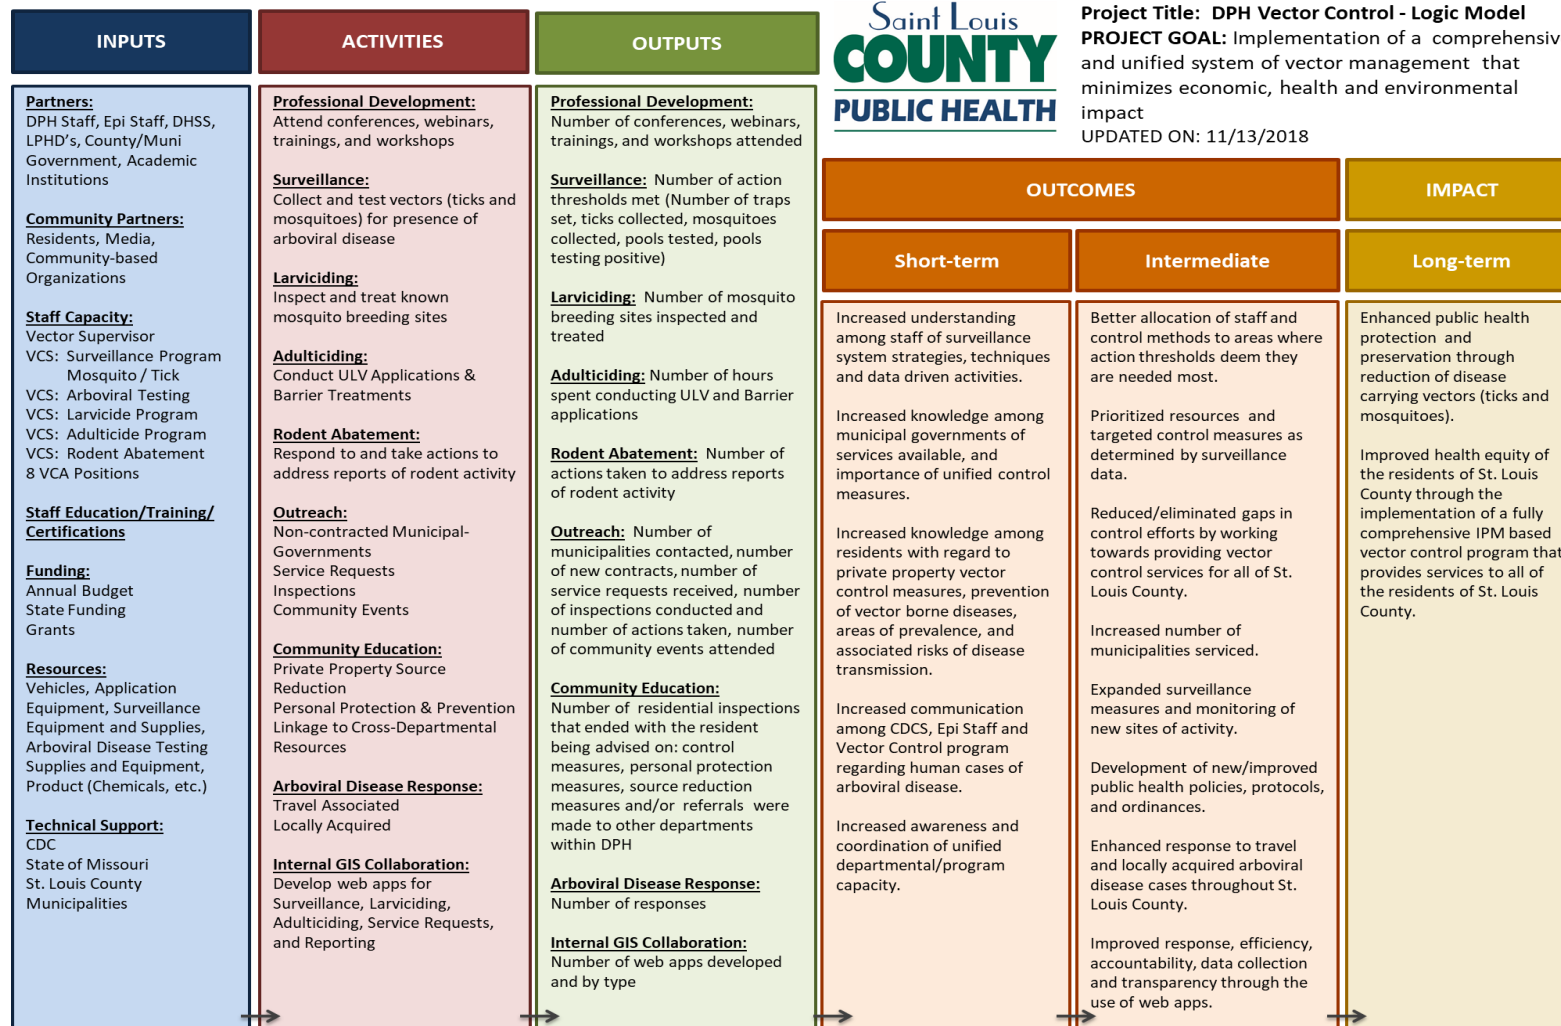 INPUTS
Partners:
DPH Staff, Epi Staff, DHSS,
LPHD's, County/Muni
Government, Academic
Institutions
Community Partners:
Residents, Media,
Community-based
Organizations
Staff Capacity:
Vector Supervisor
VCS: Surveillance Program
Mosquito / Tick
VCS: Arboviral Testing
VCS: Larvicide Program
VCS: Adulticide Program
VCS: Rodent Abatement
8 VCA Positions
Staff Education/Training/
Certifications
Funding:
Annual Budget
State Funding
Grants
Resources:
Vehicles, Application
Equipment, Surveillance
Equipment and Supplies,
Arboviral Disease Testing
Supplies and Equipment,
Product (Chemicals, etc.)
Technical Support:
CDC
State of Missouri
St. Louis County
Municipalities
ACTIVITIES
Professional Development:
Attend conferences, webinars,
trainings, and workshops
Surveillance:
Collect and test vectors (ticks and
mosquitoes) for presence of
arboviral disease
Larviciding:
Inspect and treat known
mosquito breeding sites
Adulticiding:
Conduct ULV Applications &
Barrier Treatments
Rodent Abatement:
Respond to and take actions to
address reports of rodent activity
Outreach:
Non-contracted Municipal-
Governments
Service Requests
Inspections
Community Events
Community Education:
Private Property Source
Reduction
Personal Protection & Prevention
Linkage to Cross-Departmental
Resources
Arboviral Disease Response:
Travel Associated
Locally Acquired
Internal GIS Collaboration:
Develop web apps for
Surveillance, Larviciding,
Adulticiding, Service Requests,
and Reporting
OUTPUTS
Professional Development:
Number of conferences, webinars,
trainings, and workshops attended
Surveillance: Number of action
thresholds met (Number of traps
set, ticks collected, mosquitoes
collected, pools tested, pools
testing positive)
Larviciding: Number of mosquito
breeding sites inspected and
treated
Adulticiding: Number of hours
spent conducting ULV and Barrier
applications
Rodent Abatement: Number of
actions taken to address reports
of rodent activity
Outreach: Number of
municipalities contacted, number
of new contracts, number of
service requests received, number
of inspections conducted and
number of actions taken, number
of community events attended
Community Education:
Number of residential inspections
that ended with the resident
being advised on: control
measures, personal protection
measures, source reduction
measures and/or referrals were
made to other departments
within DPH
Arboviral Disease Response:
Number of responses
Internal GIS Collaboration:
Number of web apps developed
and by type
Saint Louis
COUNTY
PUBLIC HEALTH
Project Title: DPH Vector Control - Logic Model
PROJECT GOAL: Implementation of a comprehensiv
and unified system of vector management that
minimizes economic, health and environmental
impact
UPDATED ON: 11/13/2018
OUTCOMES
Short-term
Increased understanding
among staff of surveillance
system strategies, techniques
and data driven activities.
Increased knowledge among
municipal governments of
services available, and
importance of unified control
measures.
Increased knowledge among
residents with regard to
private property vector
control measures, prevention
of vector borne diseases,
areas of prevalence, and
associated risks of disease
transmission.
Increased communication
among CDCS, Epi Staff and
Vector Control program
regarding human cases of
arboviral disease.
Increased awareness and
coordination of unified
departmental/program
capacity.
Intermediate
Better allocation of staff and
control methods to areas where
action thresholds deem they
are needed most.
Prioritized resources and
targeted control measures as
determined by surveillance
data.
Reduced/eliminated gaps in
control efforts by working
towards providing vector
control services for all of St.
Louis County.
Increased number of
municipalities serviced.
Expanded surveillance
measures and monitoring of
new sites of activity.
Development of new/improved
public health policies, protocols,
and ordinances.
Enhanced response to travel
and locally acquired arboviral
disease cases throughout St.
Louis County.
Improved response, efficiency,
accountability, data collection
and transparency through the
use of web apps.
IMPACT
Long-term
Enhanced public health
protection and
preservation through
reduction of disease
carrying vectors (ticks and
mosquitoes).
Improved health equity of
the residents of St. Louis
County through the
implementation of a fully
comprehensive IPM based
vector control program that
provides services to all of
the residents of St. Louis
County.